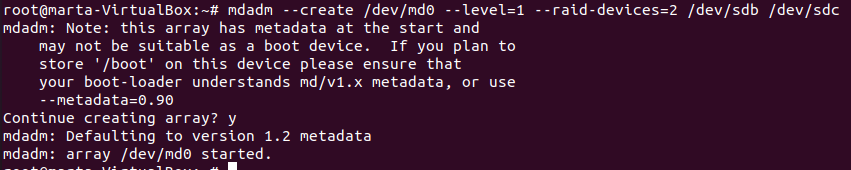 root@marta-VirtualBox:~# mdadm --create /dev/md0 --level=1 --raid-devices=2 /dev/sdb /dev/sdc
mdadm: Note: this array has metadata at the start and
    may not be suitable as a boot device.  If you plan to
    store '/boot' on this device please ensure that
    your boot-loader understands md/v1.x metadata, or use
    --metadata=0.90
Continue creating array? y
mdadm: Defaulting to version 1.2 metadata
mdadm: array /dev/md0 started.
root@marta-VirtualBox:~#